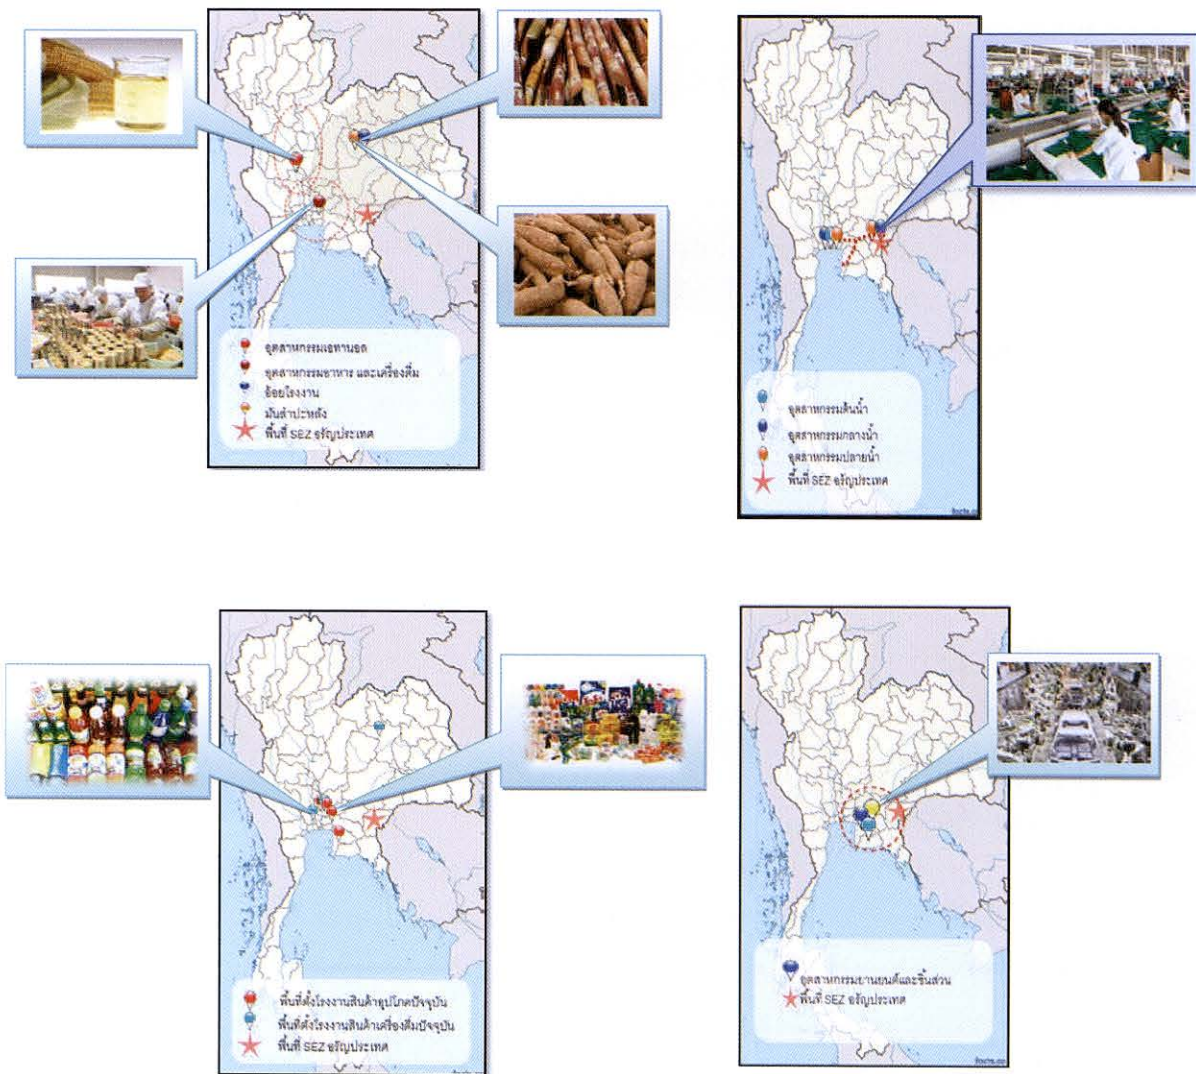 อุตสาหกรรมเอทานอล
อุตสาหกรรมอาหาร และเครื่องดื่ม
อ้อยโรงงาน
มันสำปะหลัง
พื้นที่ SEZ อรัญประเทศ
อุตสาหกรรมต้นน้ำ
อุตสาหกรรมกลางน้ำ
อุตสาหกรรมปลายน้ำ
พื้นที่ SEZ อรัญประเทศ
พื้นที่ตั้งโรงงานสินค้าอุปโภคปัจจุบัน
พื้นที่ตั้งโรงงานสินค้าเครื่องดื่มปัจจุบัน
พื้นที่ SEZ อรัญประเทศ
อุตสาหกรรมยานยนต์และชิ้นส่วน
พื้นที่ SEZ อรัญประเทศ